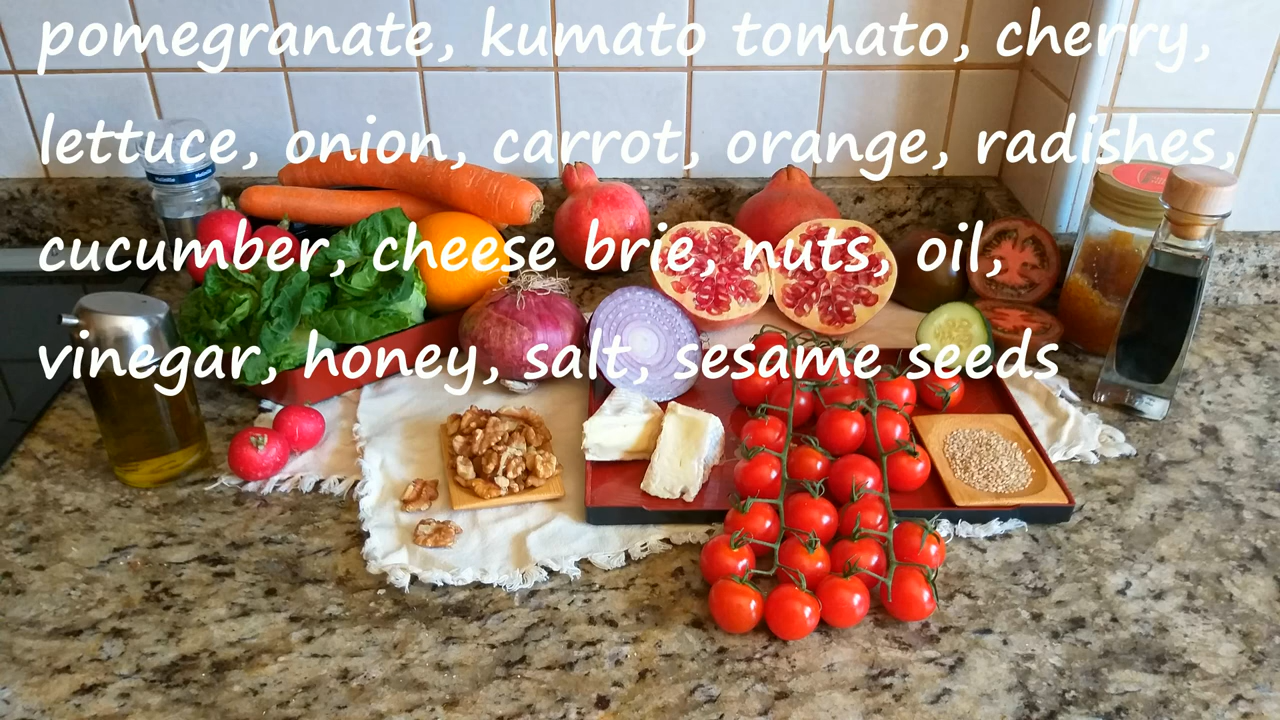 pomegranate, kumato tomato, cherry,
lettuce, onion, carrot, orange, radishes,
cucumber, cheese brie, nuts, oil,
vinegar, honey, salt, sesame seeds